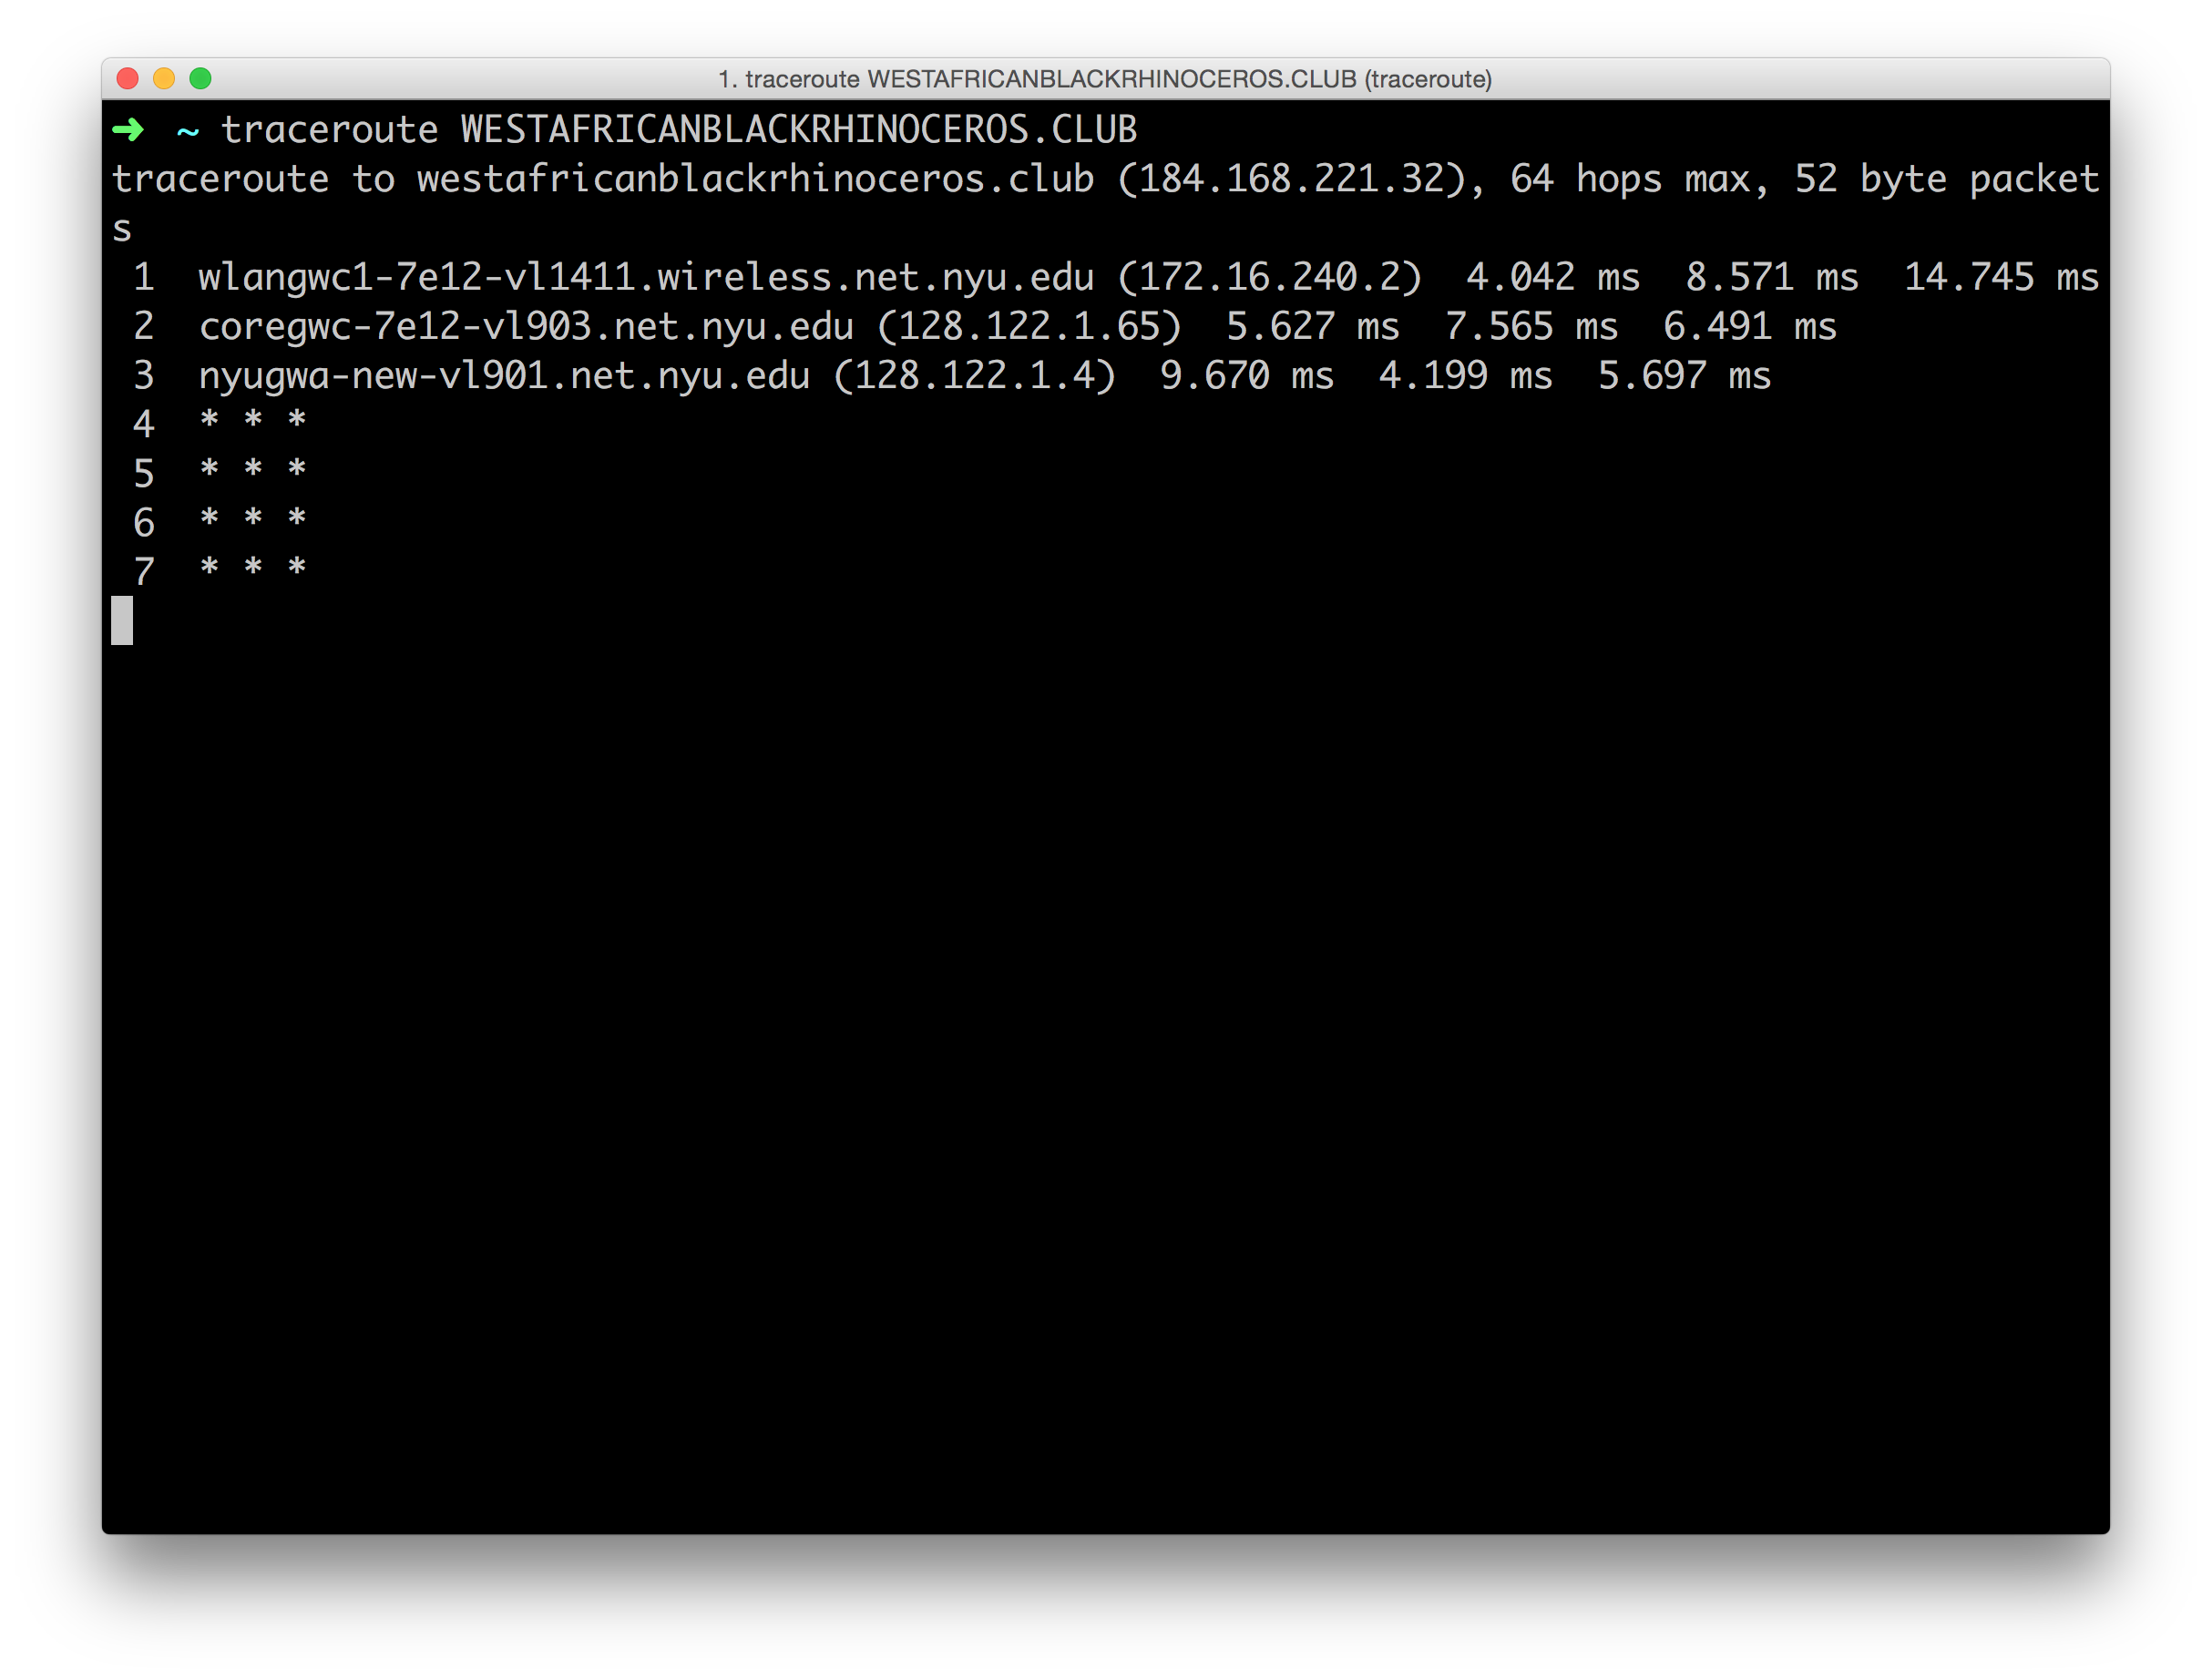 1. traceroute WESTAFRICANBLACKRHINOCEROS.CLUB (traceroute)
➜  ~ traceroute WESTAFRICANBLACKRHINOCEROS.CLUB
traceroute to westafricanblackrhinoceros.club (184.168.221.32), 64 hops max, 52 byte packet
s
 1  wlangwc1-7e12-vl1411.wireless.net.nyu.edu (172.16.240.2)  4.042 ms  8.571 ms  14.745 ms
 2  coregwc-7e12-vl903.net.nyu.edu (128.122.1.65)  5.627 ms  7.565 ms  6.491 ms
 3  nyugwa-new-vl901.net.nyu.edu (128.122.1.4)  9.670 ms  4.199 ms  5.697 ms
 4  * * *
 5  * * *
 6  * * *
 7  * * *